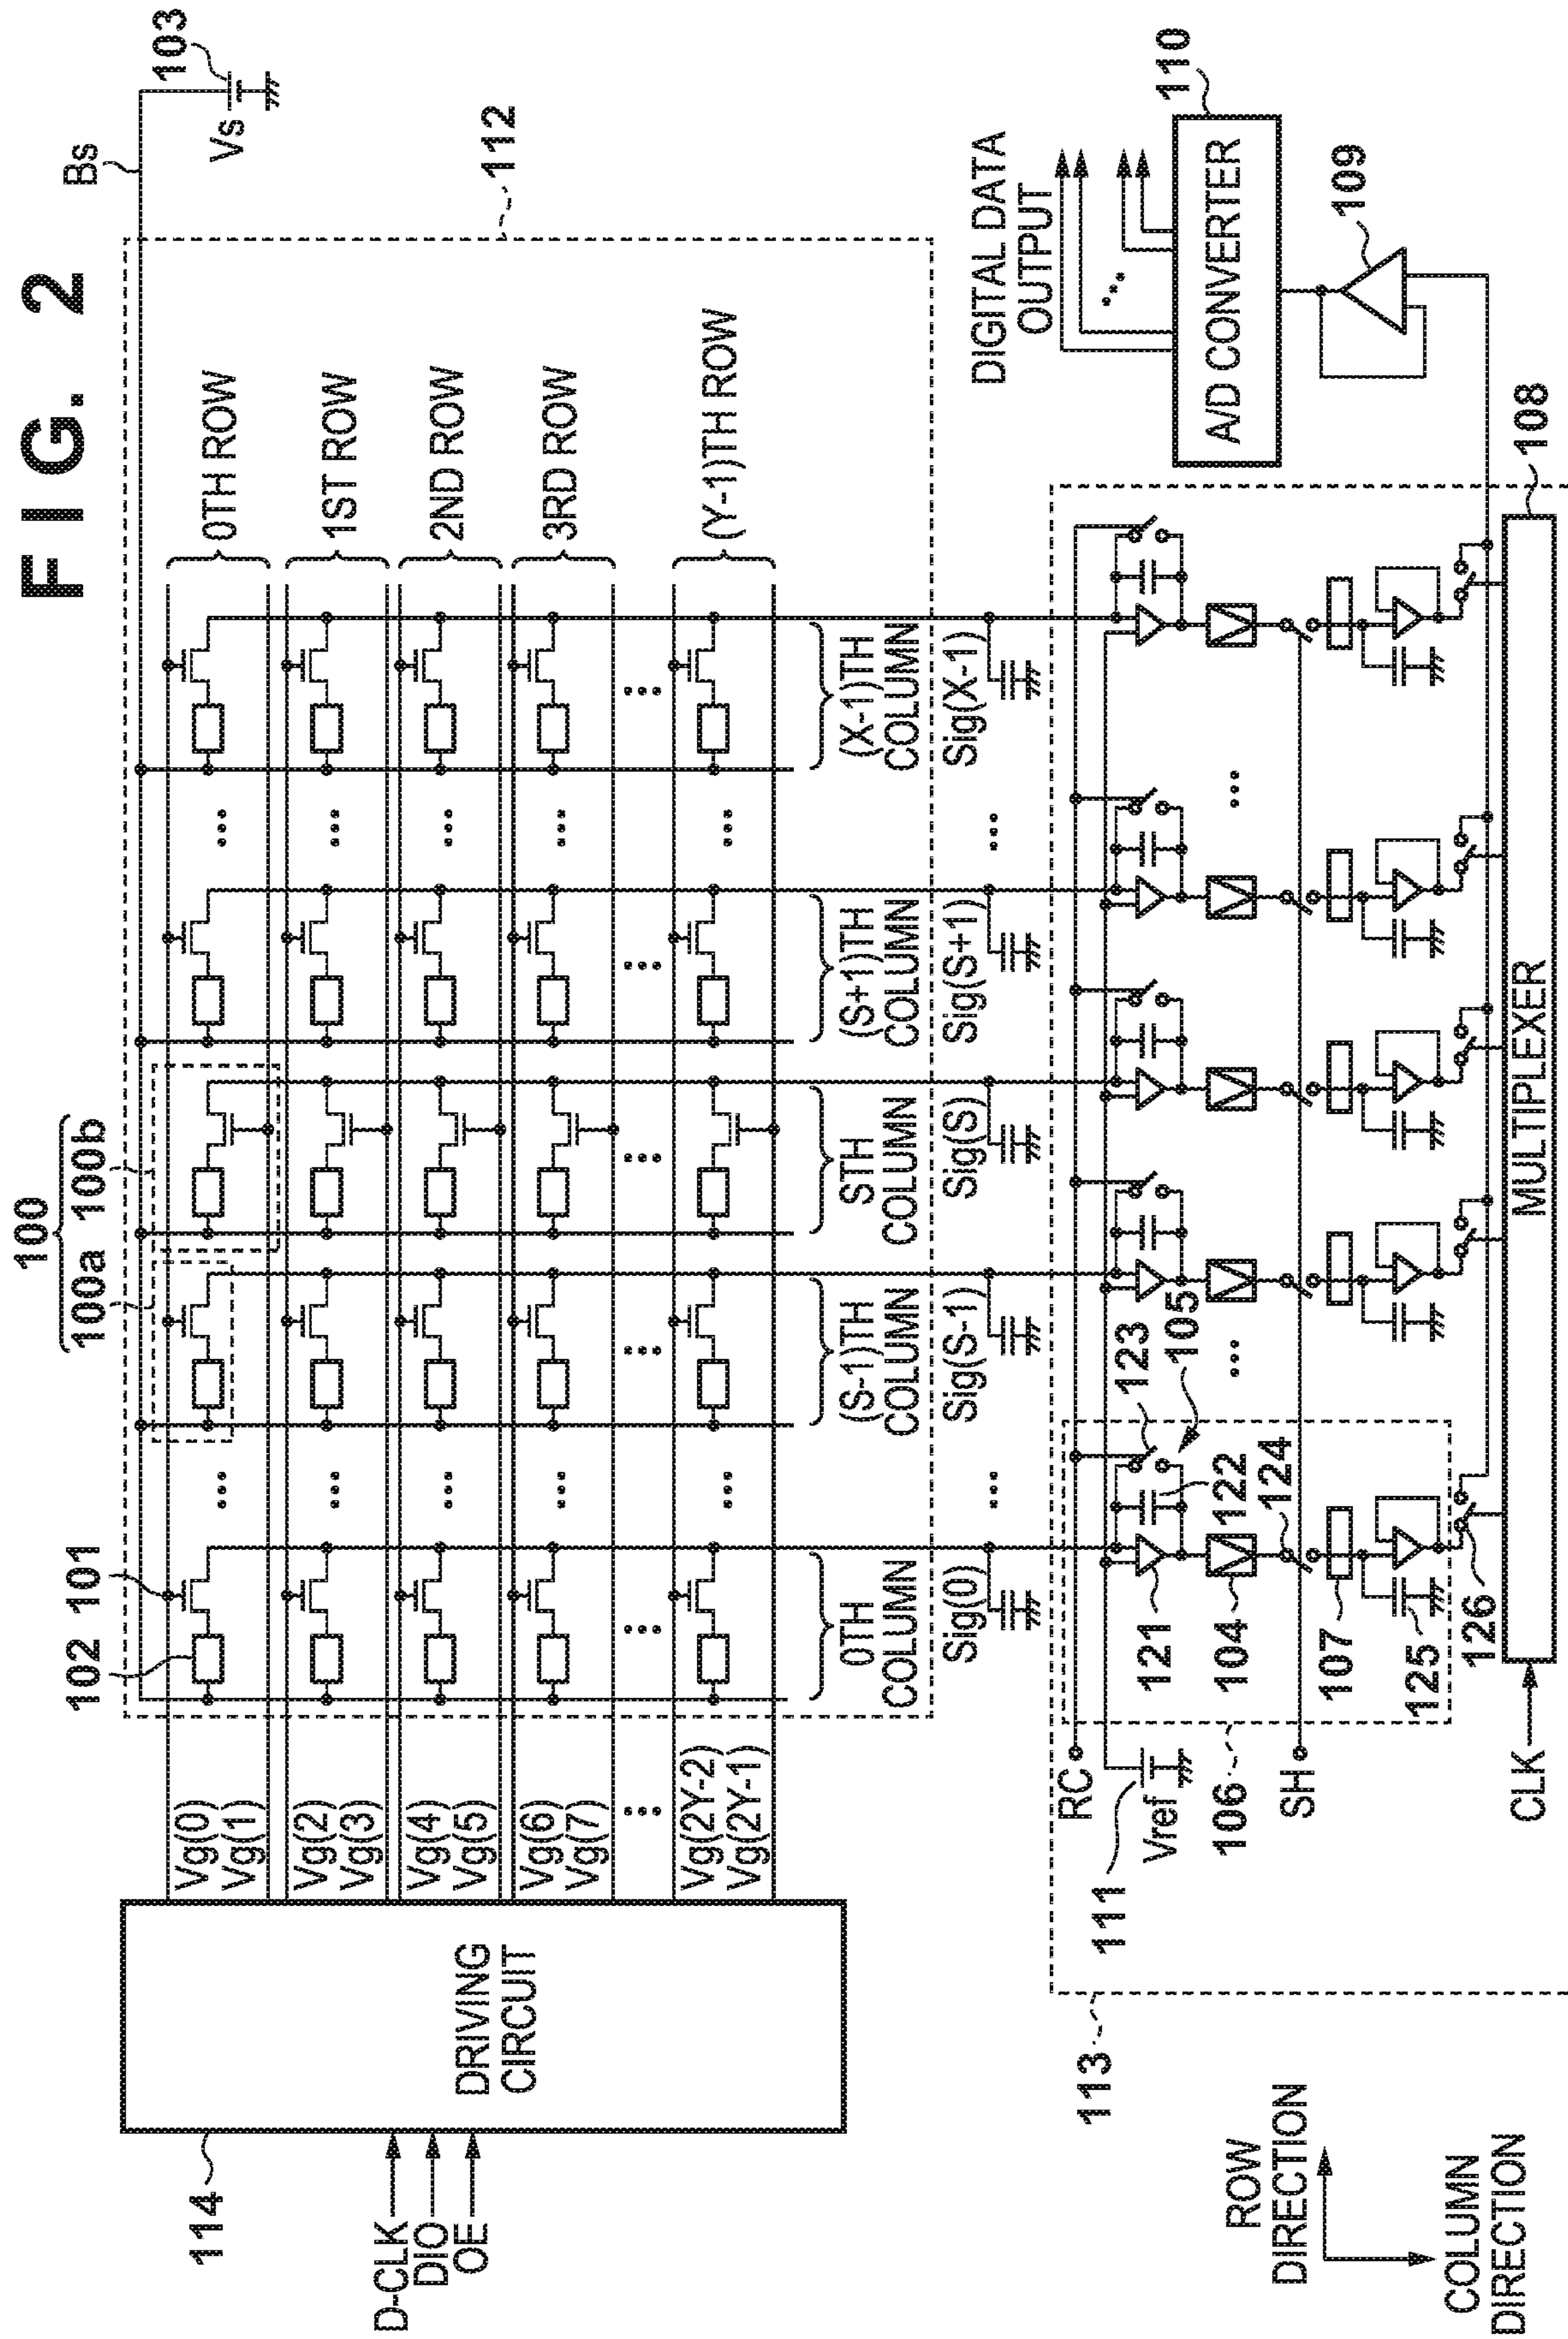 FIG. 2
Bs
103
Vs
112
100
100a 100b
102 101
0TH ROW
1ST ROW
2ND ROW
3RD ROW
(Y-1)TH ROW
Vg(0)
Vg(1)
Vg(2)
Vg(3)
Vg(4)
Vg(5)
Vg(6)
Vg(7)
...
Vg(2Y-2)
Vg(2Y-1)
114
DRIVING
CIRCUIT
D-CLK
DIO
OE
0TH
COLUMN
(S-1)TH
COLUMN
STH
COLUMN
(S+1)TH
COLUMN
(X-1)TH
COLUMN
Sig(0)
...
Sig(S-1)
Sig(S)
Sig(S+1)
...
Sig(X-1)
DIGITAL DATA
OUTPUT
110
A/D CONVERTER
109
108
113
RC
111
Vref
106
SH
121
122
123
105
104
124
107
125
126
CLK
MULTIPLEXER
ROW
DIRECTION
COLUMN
DIRECTION